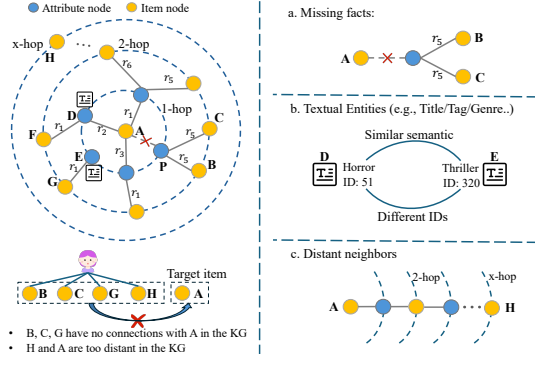 Attribute node
Item node
x-hop
...
2-hop
H
r6
r5
D
r1
1-hop
C
F
r1
r2
A
r5
E
r3
P
r5
B
r1
G
r1
Target item
B
C
G
H
A
• B, C, G have no connections with A in the KG
• H and A are too distant in the KG
a. Missing facts:
r5
B
A
r5
C
b. Textual Entities (e.g., Title/Tag/Genre..)
Similar semantic
D
E
Horror
ID: 51
Thriller
ID: 320
Different IDs
c. Distant neighbors
2-hop
x-hop
A
...
H